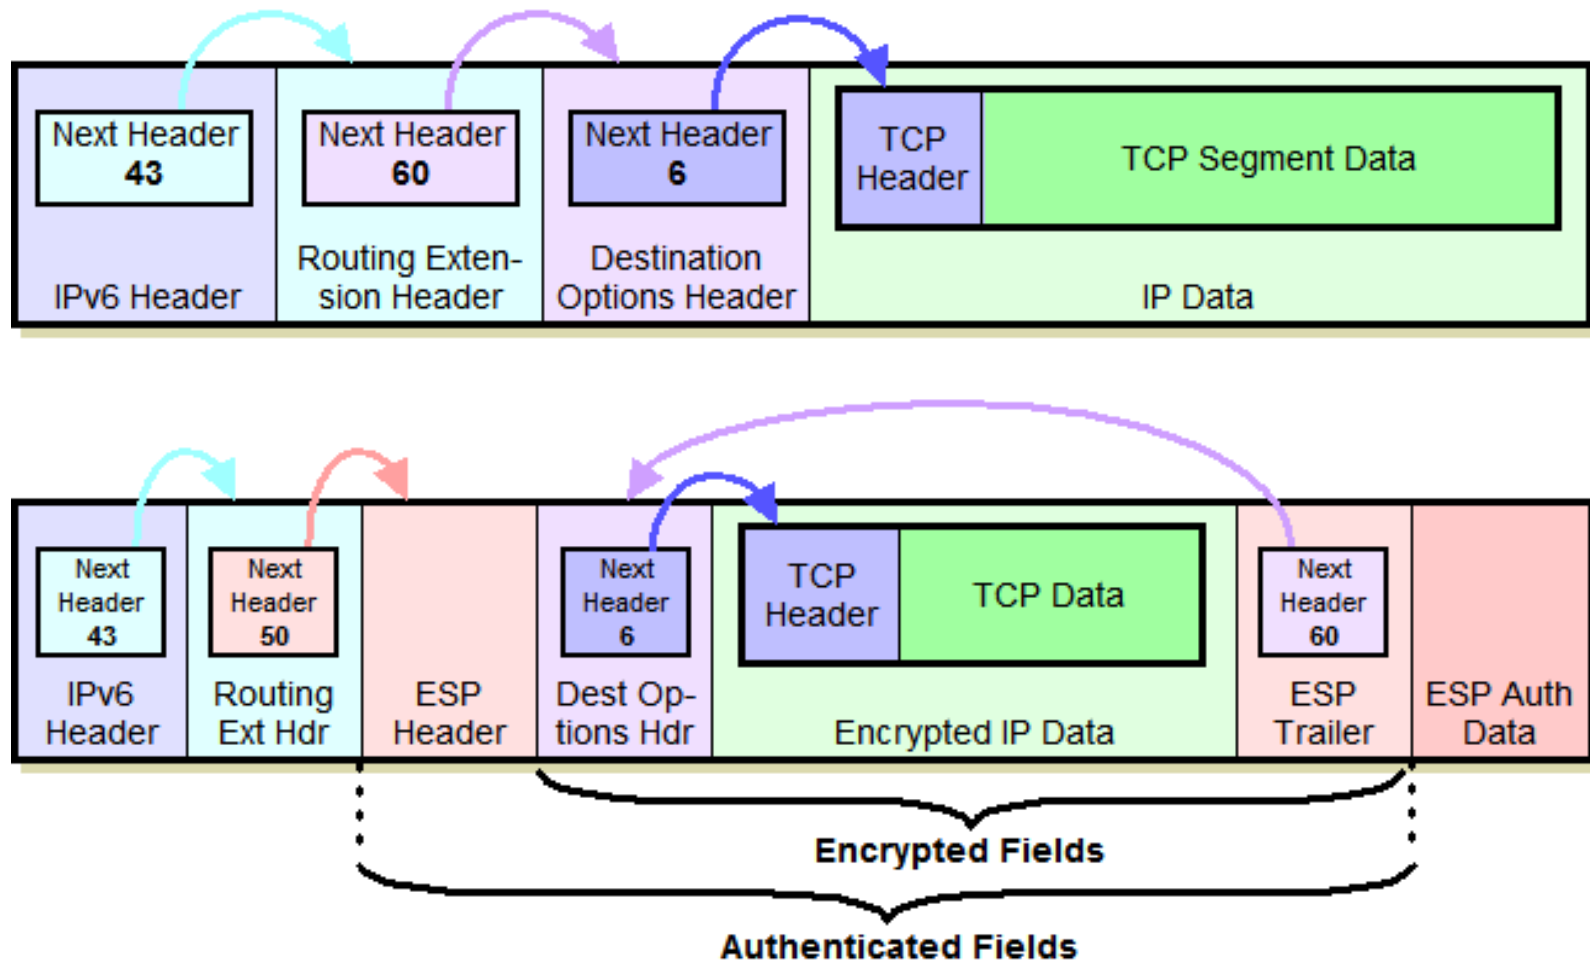 Next Header
43
Next Header
60
Next Header
6
TCP
Header
TCP Segment Data
IPv6 Header
Routing Exten-
sion Header
Destination
Options Header
IP Data
Next
Header
43
Next
Header
50
Next
Header
6
TCP
Header
TCP Data
Next
Header
60
IPv6
Header
Routing
Ext Hdr
ESP
Header
Dest Op-
tions Hdr
Encrypted IP Data
ESP
Trailer
ESP Auth
Data
Encrypted Fields
Authenticated Fields